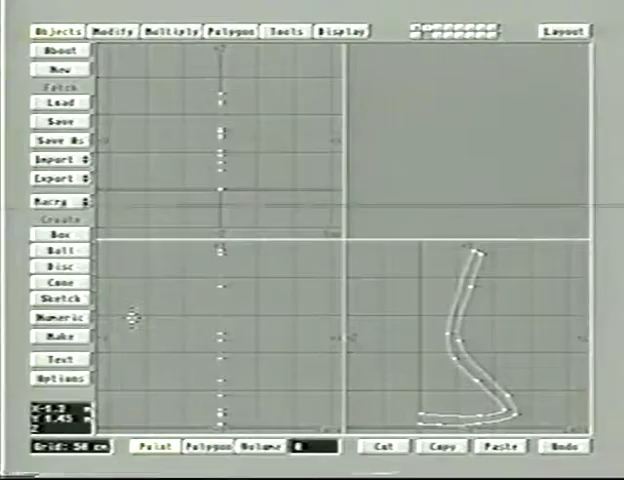 Objects Modify Multiply Polygon Tools Display Layout
About
New
Fetch
Load
Save
Save As
Import
Export
Macro
Create
Box
Ball
Disc
Cone
Sketch
Numeric
Make
Text
Options
Grid: 50 cm Point Polygon Volume 0 Cut Copy Paste Undo